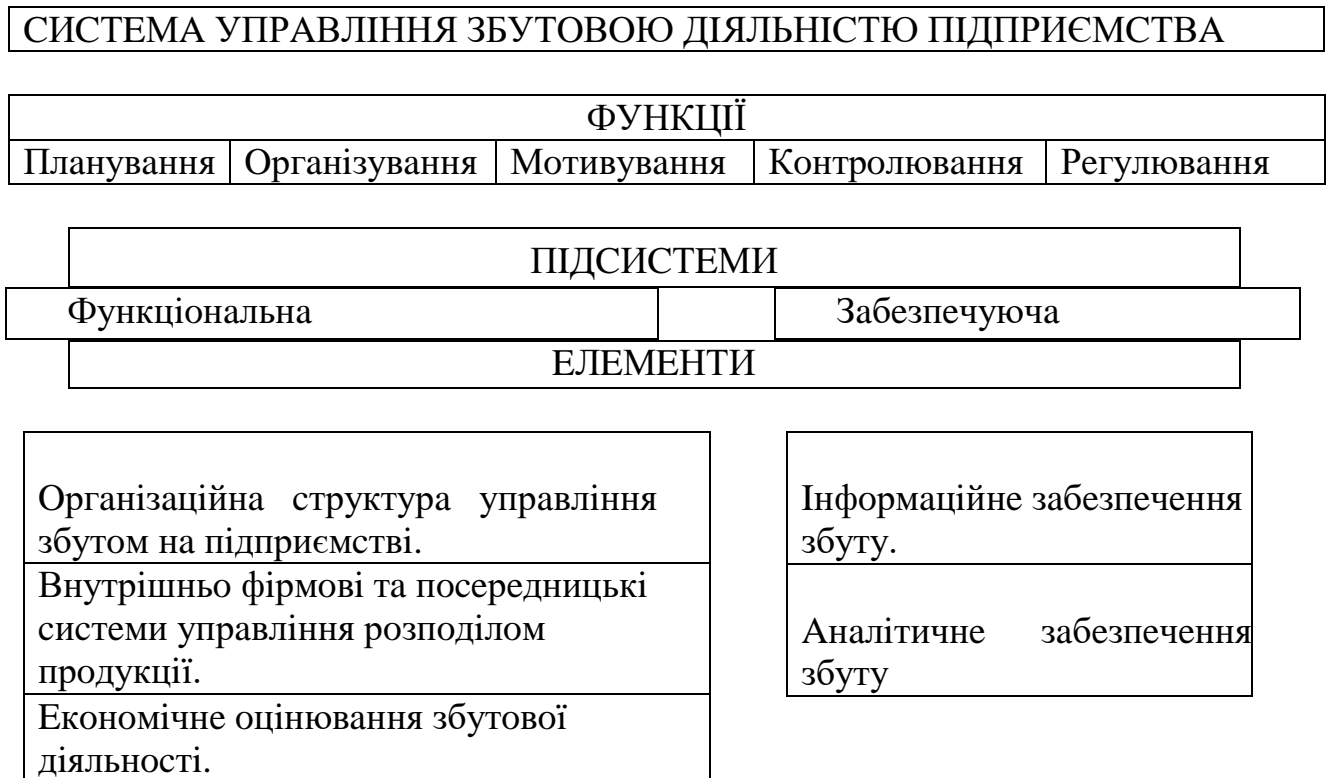 СИСТЕМА УПРАВЛІННЯ ЗБУТОВОЮ ДІЯЛЬНІСТЮ ПІДПРИЄМСТВА
ФУНКЦІЇ
Планування Організування Мотивування Контролювання Регулювання
ПІДСИСТЕМИ
Функціональна Забезпечуюча
ЕЛЕМЕНТИ
Організаційна структура управління
збутом на підприємстві.
Внутрішньо фірмові та посередницькі
системи управління розподілом
продукції.
Економічне оцінювання збутової
діяльності.
Інформаційне забезпечення
збуту.
Аналітичне забезпечення
збуту